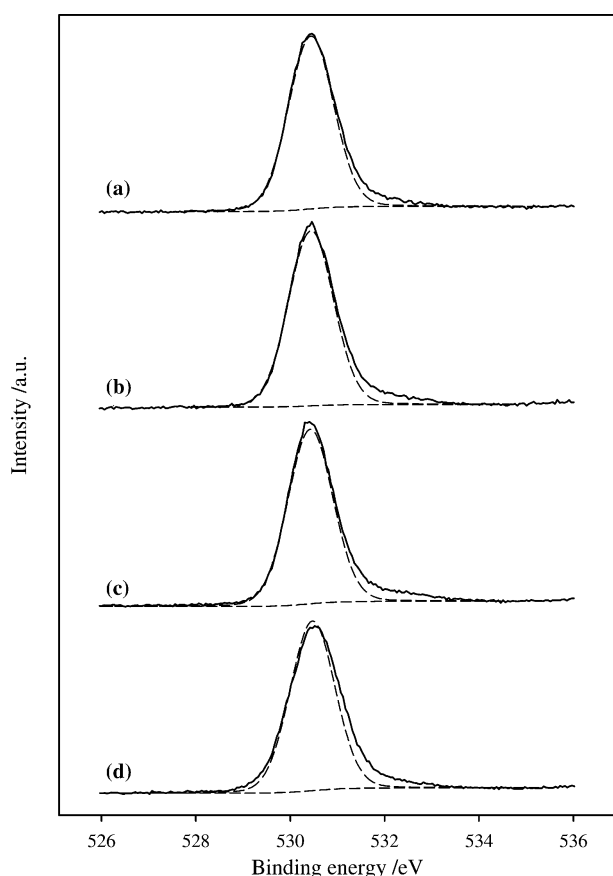 (a)
(b)
(c)
(d)
Intensity /a.u.
526 528 530 532 534 536
Binding energy /eV